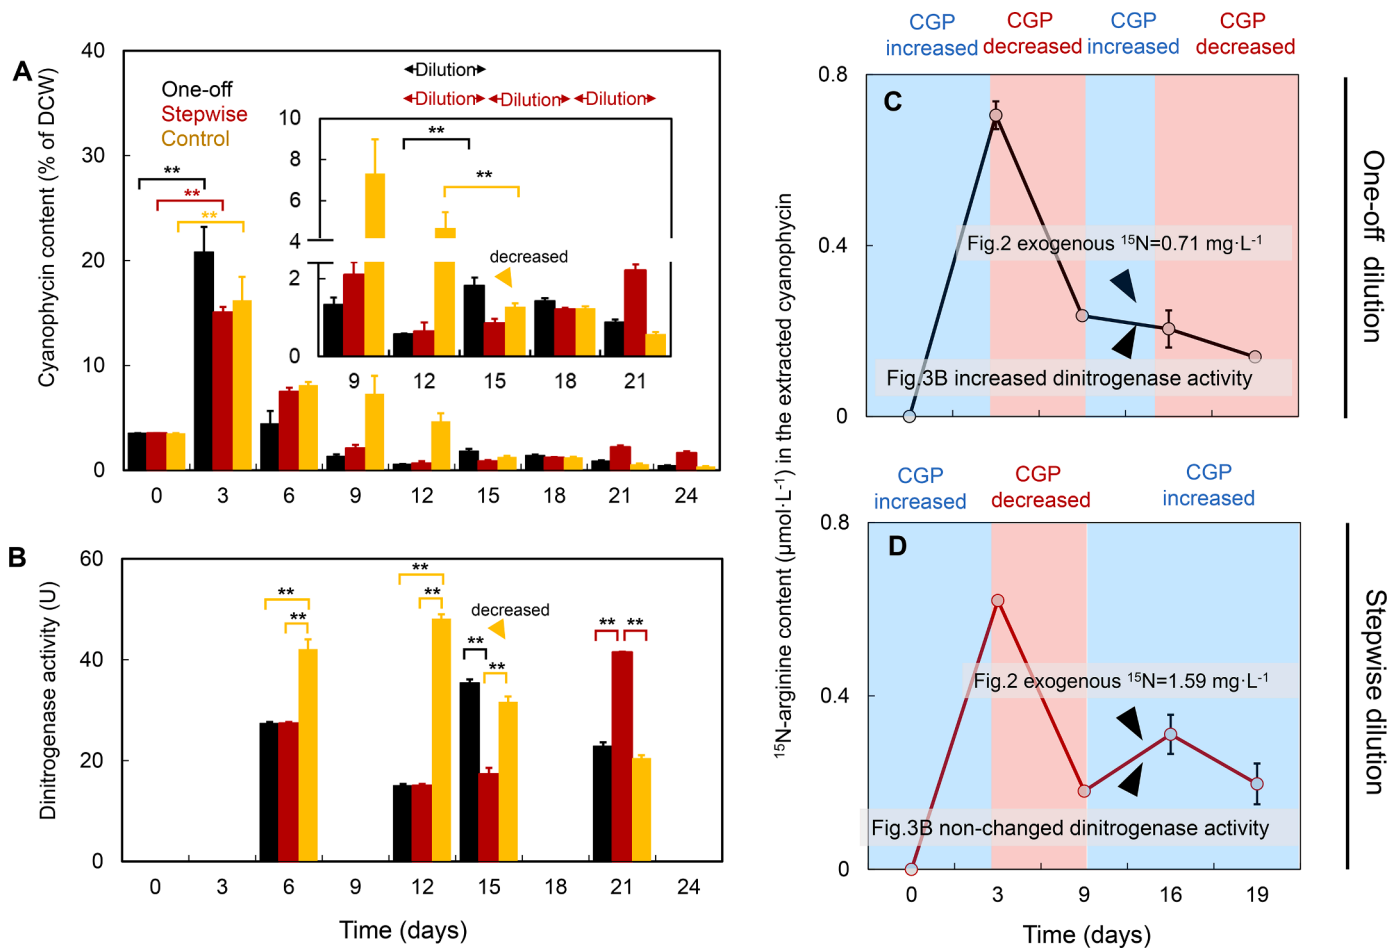 A
Cyanophycin content (% of DCW)
40
30
20
10
0
One-off
Stepwise
Control
Dilution
Dilution
Dilution
Dilution
**
**
**
10
8
6
4
2
0
**
**
decreased
9
12
15
18
21
0
3
6
9
12
15
18
21
24
B
Dinitrogenase activity (U)
60
40
20
0
**
**
**
**
decreased
**
**
**
**
0
3
6
9
12
15
18
21
24
Time (days)
CGP
increased
CGP
decreased
CGP
increased
CGP
decreased
C
0.8
0.4
0
Fig.2 exogenous ¹⁵N=0.71 mg·L⁻¹
Fig.3B increased dinitrogenase activity
One-off dilution
¹⁵N-arginine content (μmol·L⁻¹) in the extracted cyanophycin
CGP
increased
CGP
decreased
CGP
increased
D
0.8
0.4
0
Fig.2 exogenous ¹⁵N=1.59 mg·L⁻¹
Fig.3B non-changed dinitrogenase activity
Stepwise dilution
0
3
9
16
19
Time (days)